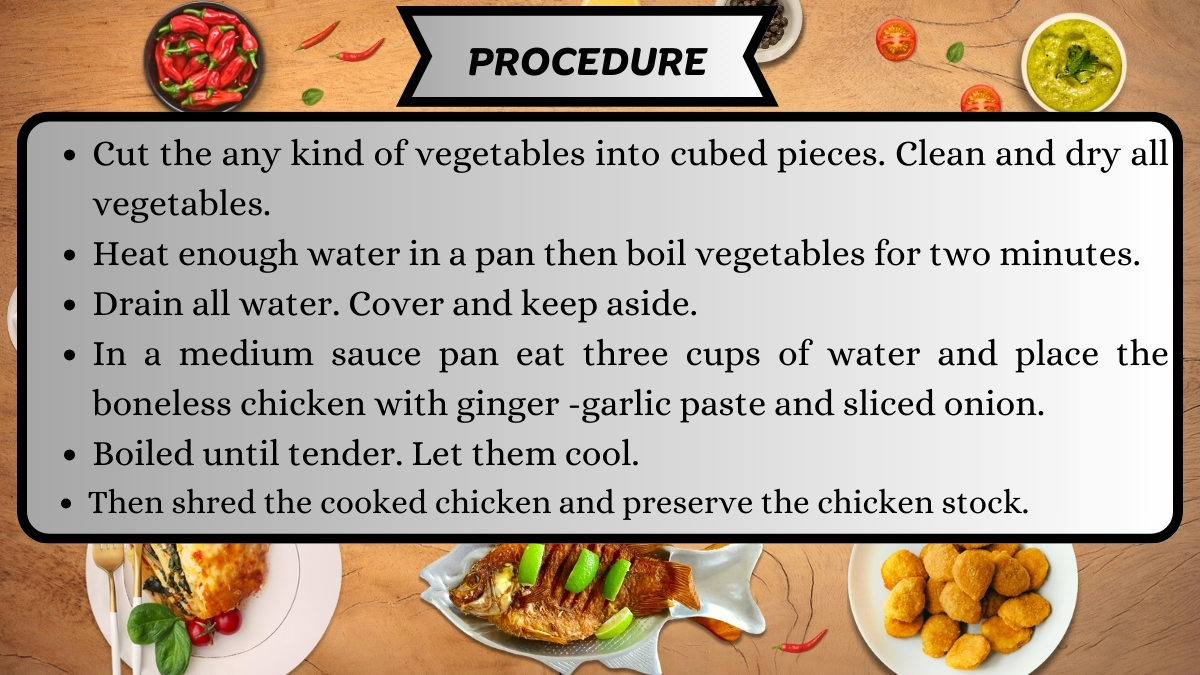 PROCEDURE
• Cut the any kind of vegetables into cubed pieces. Clean and dry all
vegetables.
• Heat enough water in a pan then boil vegetables for two minutes.
• Drain all water. Cover and keep aside.
• In a medium sauce pan eat three cups of water and place the
boneless chicken with ginger -garlic paste and sliced onion.
• Boiled until tender. Let them cool.
• Then shred the cooked chicken and preserve the chicken stock.